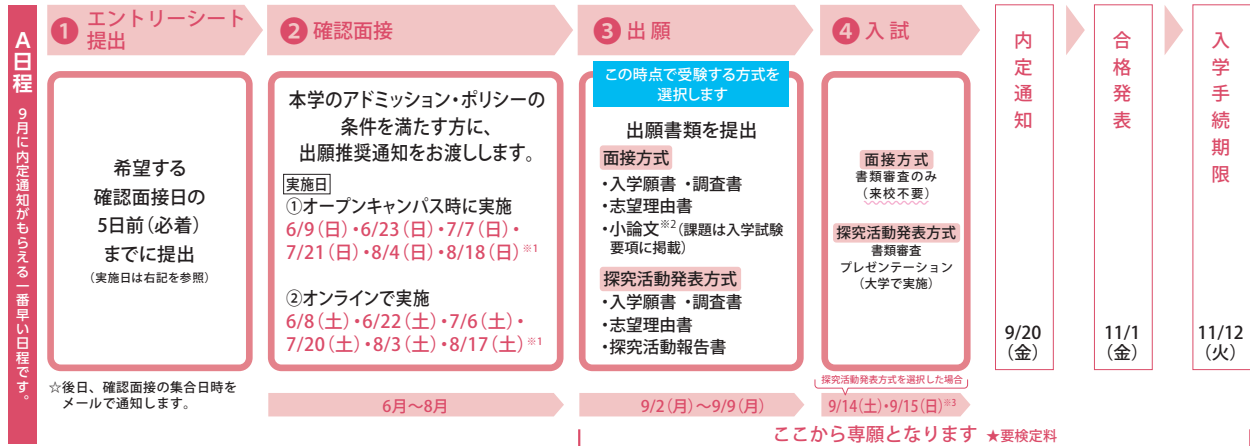 A日程
9月に内定通知がもらえる一番早い日程です。
❶ エントリーシート
提出
希望する
確認面接日の
5日前(必着)
までに提出
(実施日は右記を参照)
☆後日、確認面接の集合日時を
メールで通知します。
❷ 確認面接
本学のアドミッション・ポリシーの
条件を満たす方に、
出願推奨通知をお渡しします。
実施日
①オープンキャンパス時に実施
6/9(日)・6/23(日)・7/7(日)・
7/21(日)・8/4(日)・8/18(日)※1
②オンラインで実施
6/8(土)・6/22(土)・7/6(土)・
7/20(土)・8/3(土)・8/17(土)※1
6月〜8月
❸ 出願
この時点で受験する方式を
選択します
出願書類を提出
面接方式
・入学願書 ・調査書
・志望理由書
・小論文※2(課題は入学試験
要項に掲載)
探究活動発表方式
・入学願書 ・調査書
・志望理由書
・探究活動報告書
9/2(月)〜9/9(月)
❹ 入試
面接方式
書類審査のみ
(来校不要)
探究活動発表方式
書類審査
プレゼンテーション
(大学で実施)
探究活動発表方式を選択した場合
9/14(土)・9/15(日)※3
内定通知
9/20
(金)
合格発表
11/1
(金)
入学手続期限
11/12
(火)
ここから専願となります ★要検定料